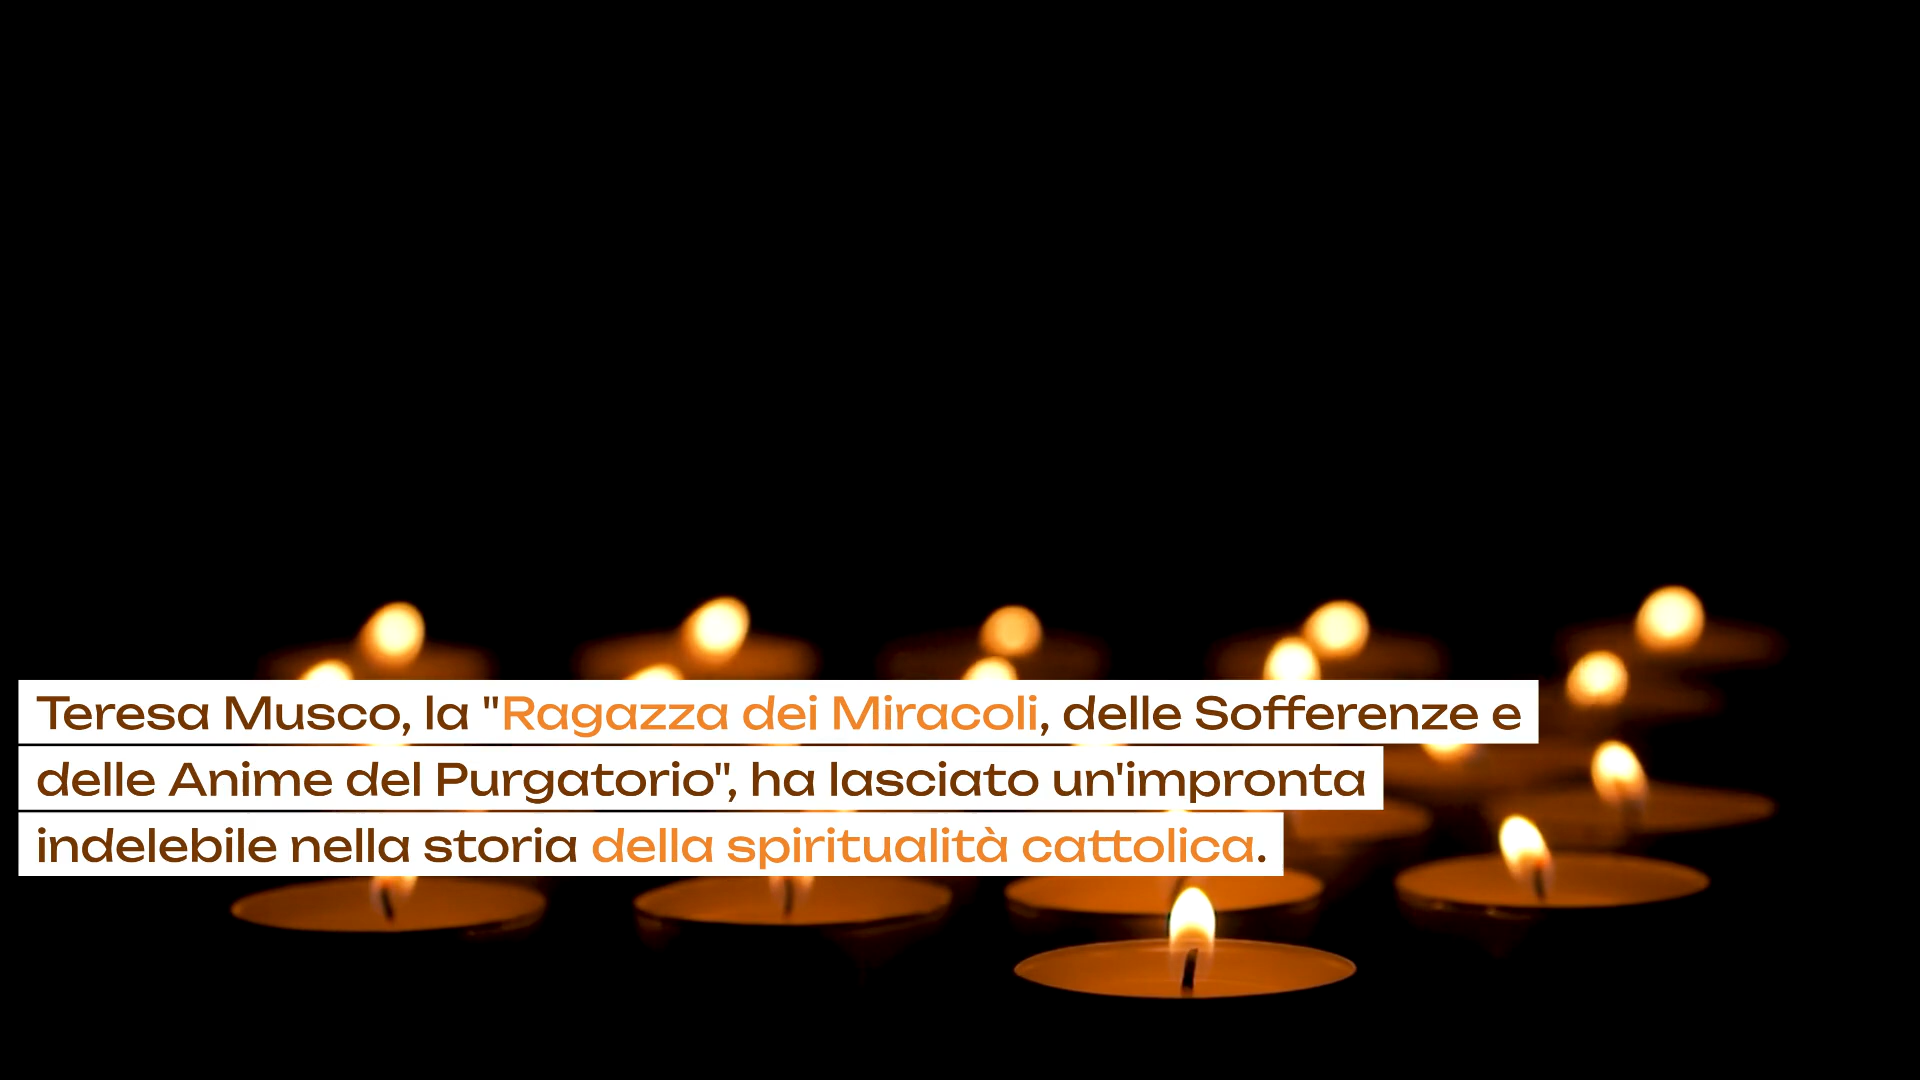 Teresa Musco, la "Ragazza dei Miracoli, delle Sofferenze e
delle Anime del Purgatorio", ha lasciato un'impronta
indelebile nella storia della spiritualità cattolica.